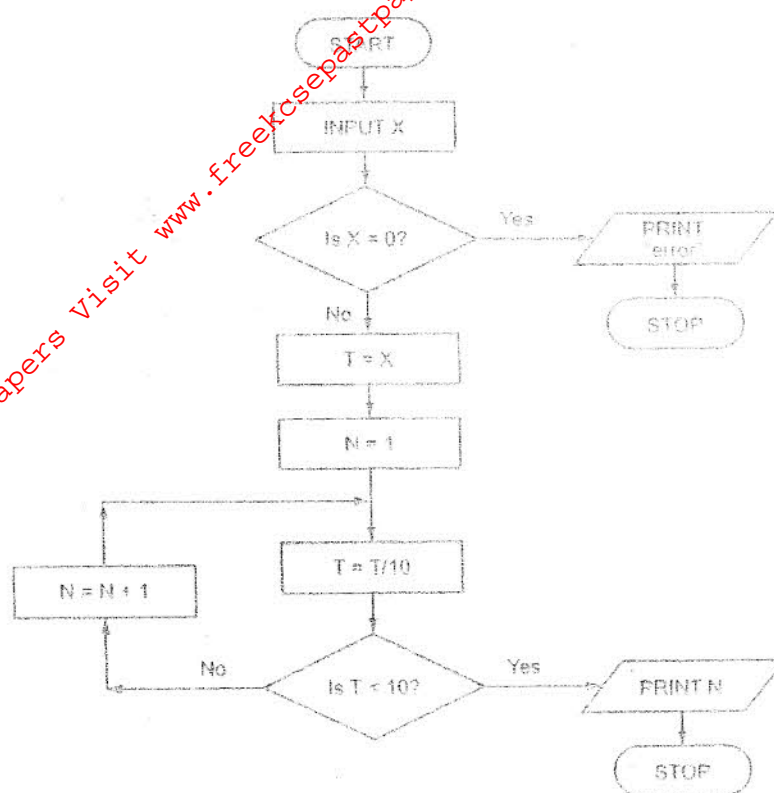 apers Visit www.freekcsepastpap
START
INPUT X
Is X = 0?
Yes
PRINT
error
STOP
No
T = X
N = 1
T = T/10
N = N + 1
No
Is T < 10?
Yes
PRINT N
STOP